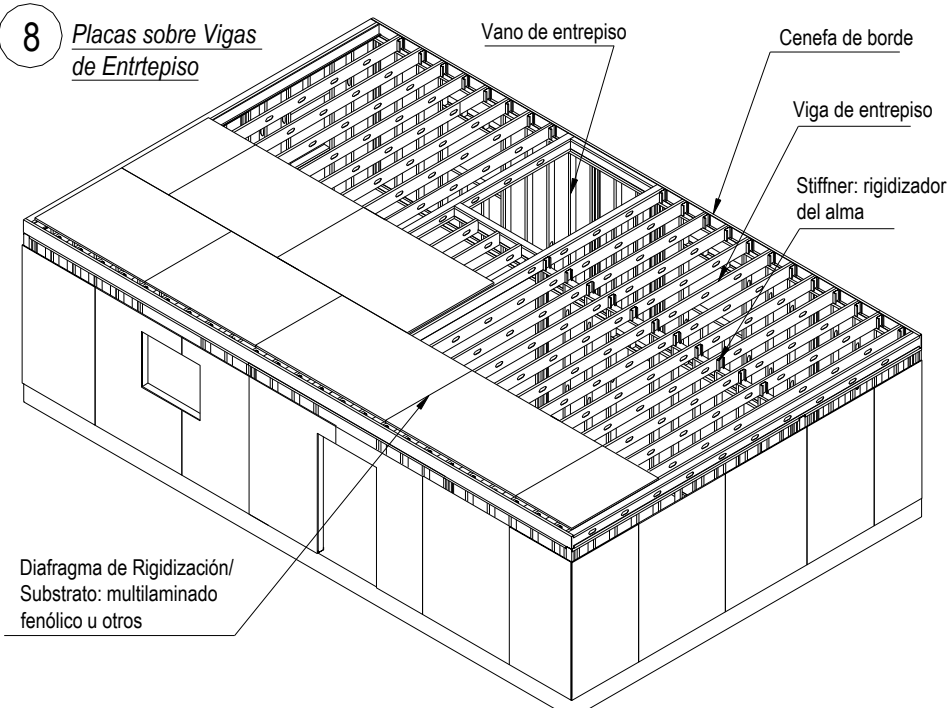 8
Placas sobre Vigas
de Entrtepiso
Vano de entrepiso
Cenefa de borde
Viga de entrepiso
Stiffner: rigidizador
del alma
Diafragma de Rigidización/
Substrato: multilaminado
fenólico u otros